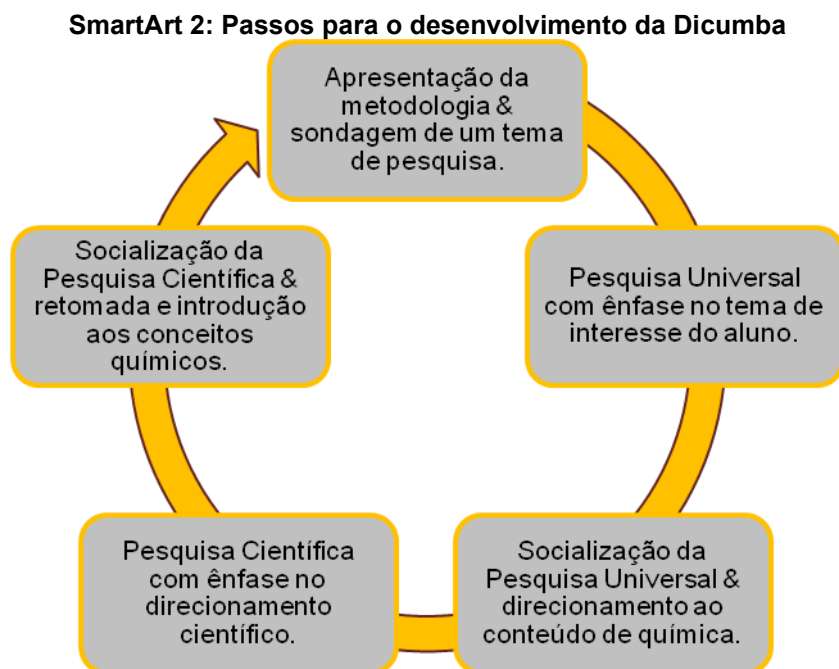 SmartArt 2: Passos para o desenvolvimento da Dicumba
Apresentação da
metodologia &
sondagem de um tema
de pesquisa.
Pesquisa Universal
com ênfase no tema de
interesse do aluno.
Socialização da
Pesquisa Universal &
direcionamento ao
conteúdo de química.
Pesquisa Científica
com ênfase no
direcionamento
científico.
Socialização da
Pesquisa Científica &
retomada e introdução
aos conceitos
químicos.